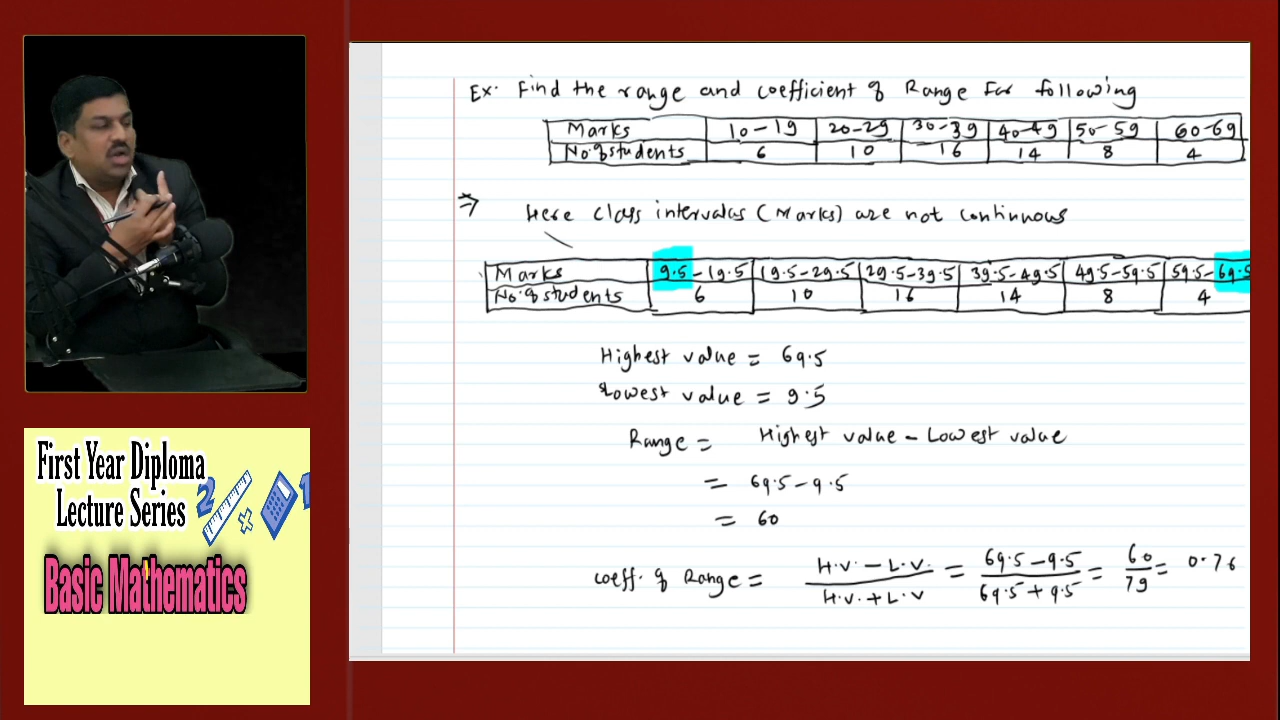 Ex. Find the range and coefficient of Range for following
Marks 10-19 20-29 30-39 40-49 50-59 60-69
No. of students 6 10 16 14 8 4
⇒ Here class intervalas (Marks) are not continuous
Marks 9.5-19.5 19.5-29.5 29.5-39.5 39.5-49.5 49.5-59.5 59.5-69.5
No. of students 6 10 16 14 8 4
Highest value = 69.5
Lowest value = 9.5
Range = Highest value - Lowest value
= 69.5 - 9.5
= 60
Coeff. of Range = H.V. - L.V. / H.V. + L.V = 69.5 - 9.5 / 69.5 + 9.5 = 60 / 79 = 0.76
First Year Diploma
Lecture Series
2 1
Basic Mathematics